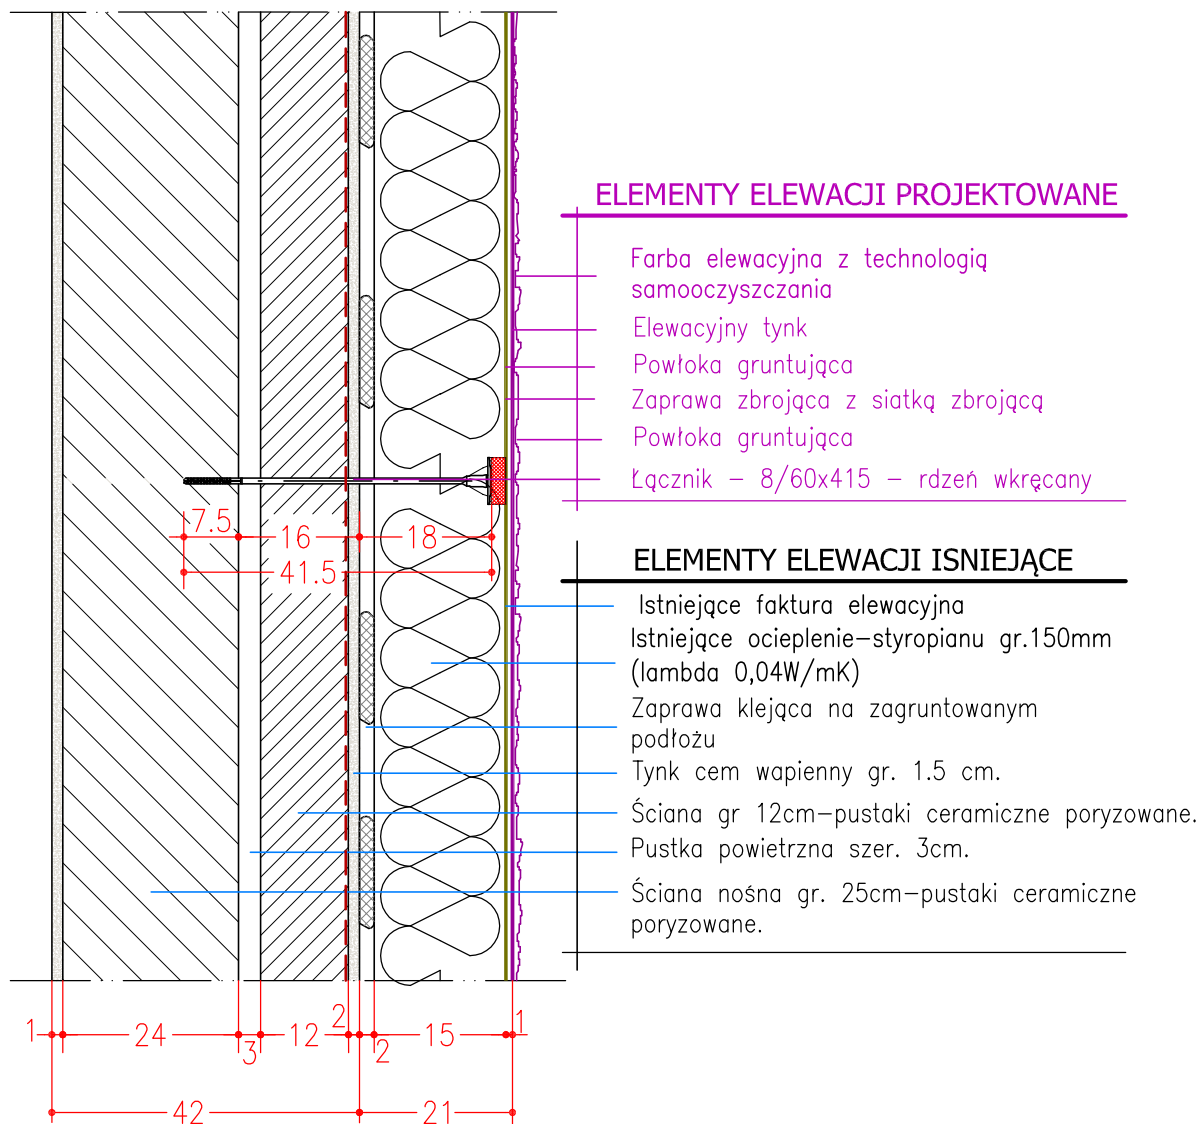 ELEMENTY ELEWACJI PROJEKTOWANE
Farba elewacyjna z technologią
samooczyszczania
Elewacyjny tynk
Powłoka gruntująca
Zaprawa zbrojąca z siatką zbrojącą
Powłoka gruntująca
Łącznik – 8/60x415 – rdzeń wkręcany
7.5
16
18
41.5
ELEMENTY ELEWACJI ISNIEJĄCE
Istniejące faktura elewacyjna
Istniejące ocieplenie–styropianu gr.150mm
(lambda 0,04W/mK)
Zaprawa klejąca na zagruntowanym
podłożu
Tynk cem wapienny gr. 1.5 cm.
Ściana gr 12cm–pustaki ceramiczne poryzowane.
Pustka powietrzna szer. 3cm.
Ściana nośna gr. 25cm–pustaki ceramiczne
poryzowane.
1
24
3
12
2
2
15
1
42
21